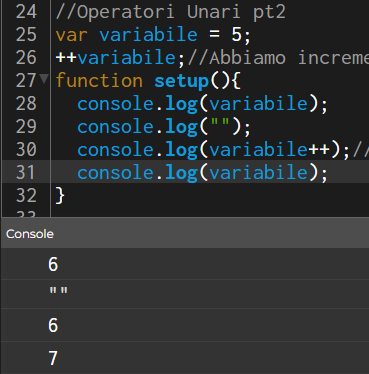 24 //Operatori Unari pt2
25 var variabile = 5;
26 ++variabile;//Abbiamo increme
27 function setup(){
28 console.log(variabile);
29 console.log("");
30 console.log(variabile++);//
31 console.log(variabile);
32 }
Console
6
""
6
7